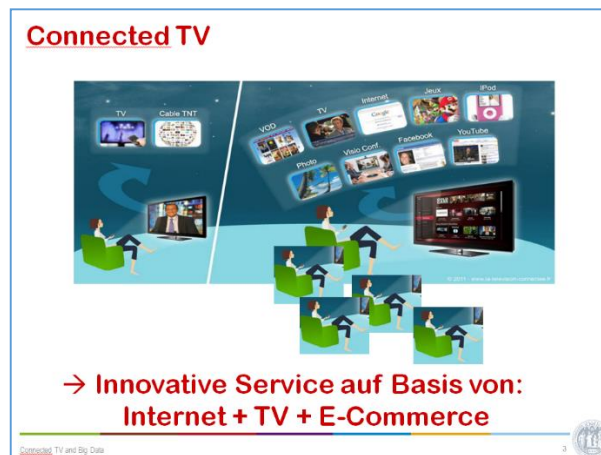 Connected TV
TV
Cable TNT
VOD
TV
Internet
Jeux
iPod
Photo
Visio Conf.
Facebook
YouTube
→ Innovative Service auf Basis von:
Internet + TV + E-Commerce
Connected TV and Big Data
3